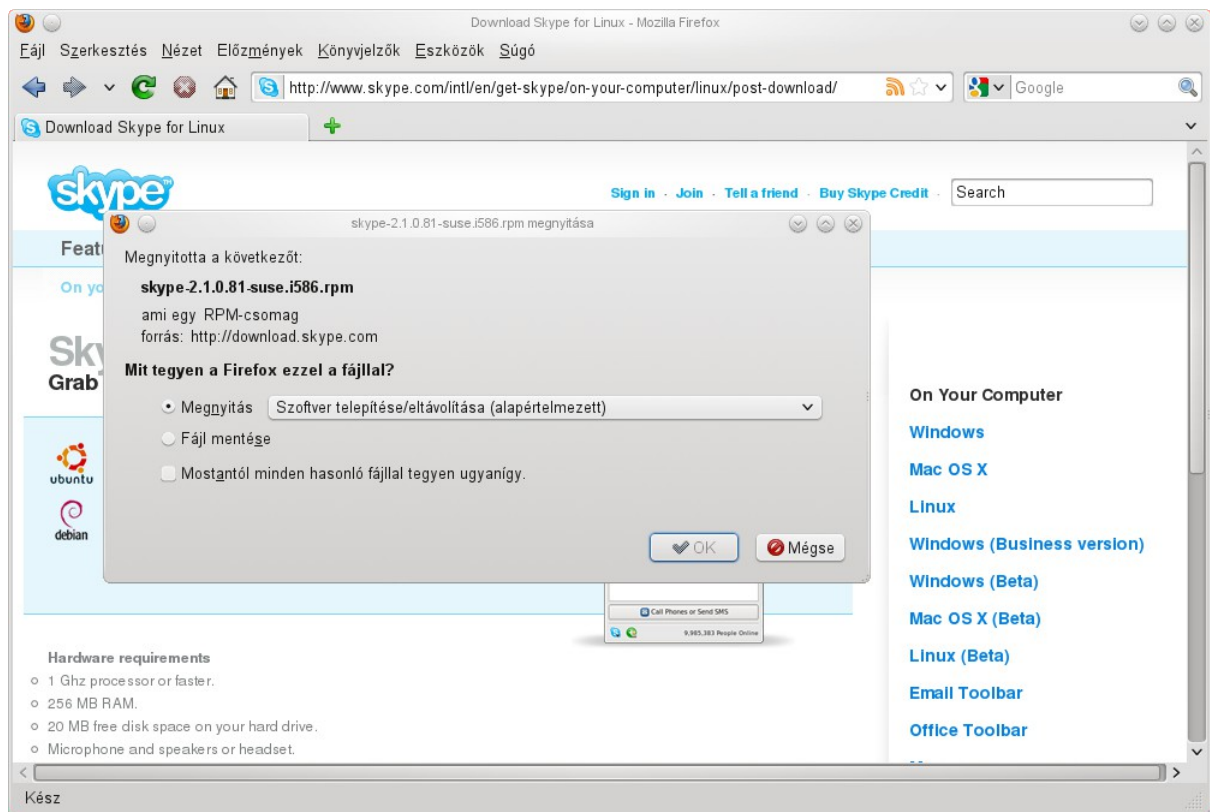 Download Skype for Linux - Mozilla Firefox
Fájl Szerkesztés Nézet Előzmények Könyvjelzők Eszközök Súgó
http://www.skype.com/intl/en/get-skype/on-your-computer/linux/post-download/
Google
Download Skype for Linux
skype
Sign in · Join · Tell a friend · Buy Skype Credit · Search
skype-2.1.0.81-suse.i586.rpm megnyitása
Megnyitotta a következőt:
skype-2.1.0.81-suse.i586.rpm
ami egy RPM-csomag
forrás: http://download.skype.com
Mit tegyen a Firefox ezzel a fájllal?
Megnyitás Szoftver telepítése/eltávolítása (alapértelmezett)
Fájl mentése
Mostantól minden hasonló fájllal tegyen ugyanígy.
OK Mégse
Feat
On yo
Sky
Grab
ubuntu
debian
Call Phones or Send SMS
9,985,383 People Online
Hardware requirements
1 Ghz processor or faster.
256 MB RAM.
20 MB free disk space on your hard drive.
Microphone and speakers or headset.
On Your Computer
Windows
Mac OS X
Linux
Windows (Business version)
Windows (Beta)
Mac OS X (Beta)
Linux (Beta)
Email Toolbar
Office Toolbar
Kész